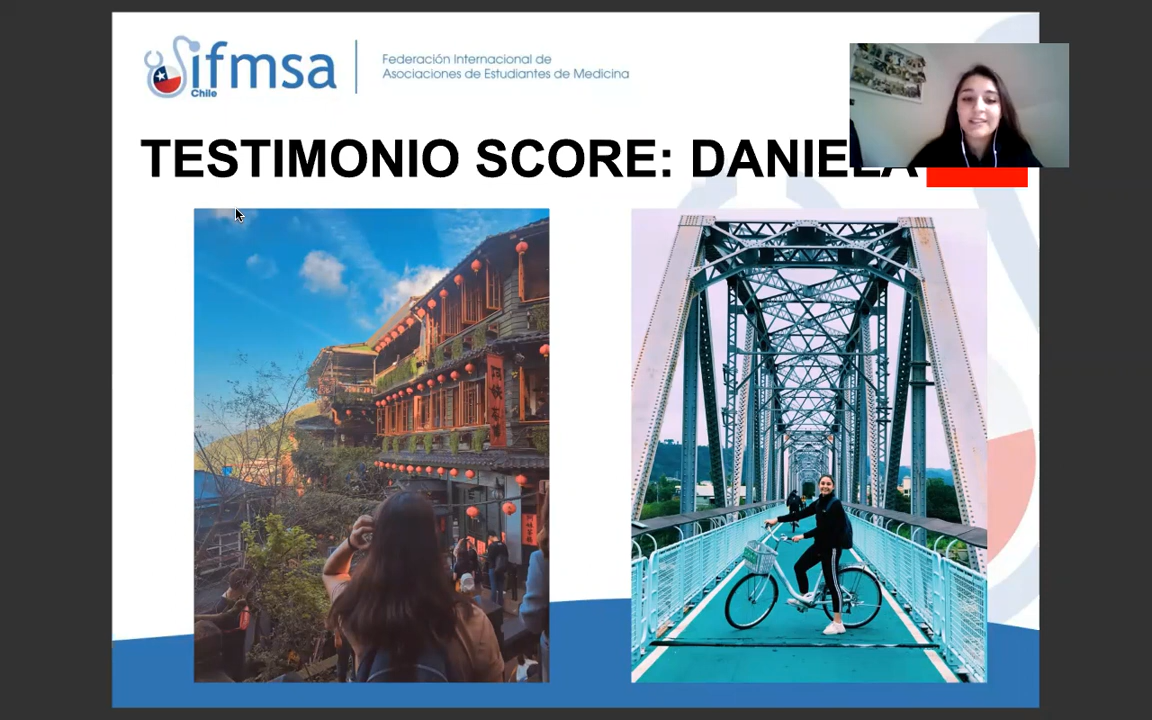 ifmsa
Chile
Federación Internacional de
Asociaciones de Estudiantes de Medicina
TESTIMONIO SCORE: DANIELA